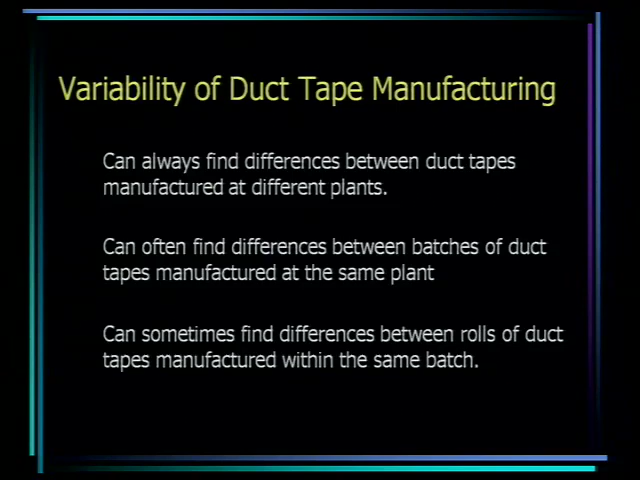 Variability of Duct Tape Manufacturing
Can always find differences between duct tapes
manufactured at different plants.
Can often find differences between batches of duct
tapes manufactured at the same plant
Can sometimes find differences between rolls of duct
tapes manufactured within the same batch.